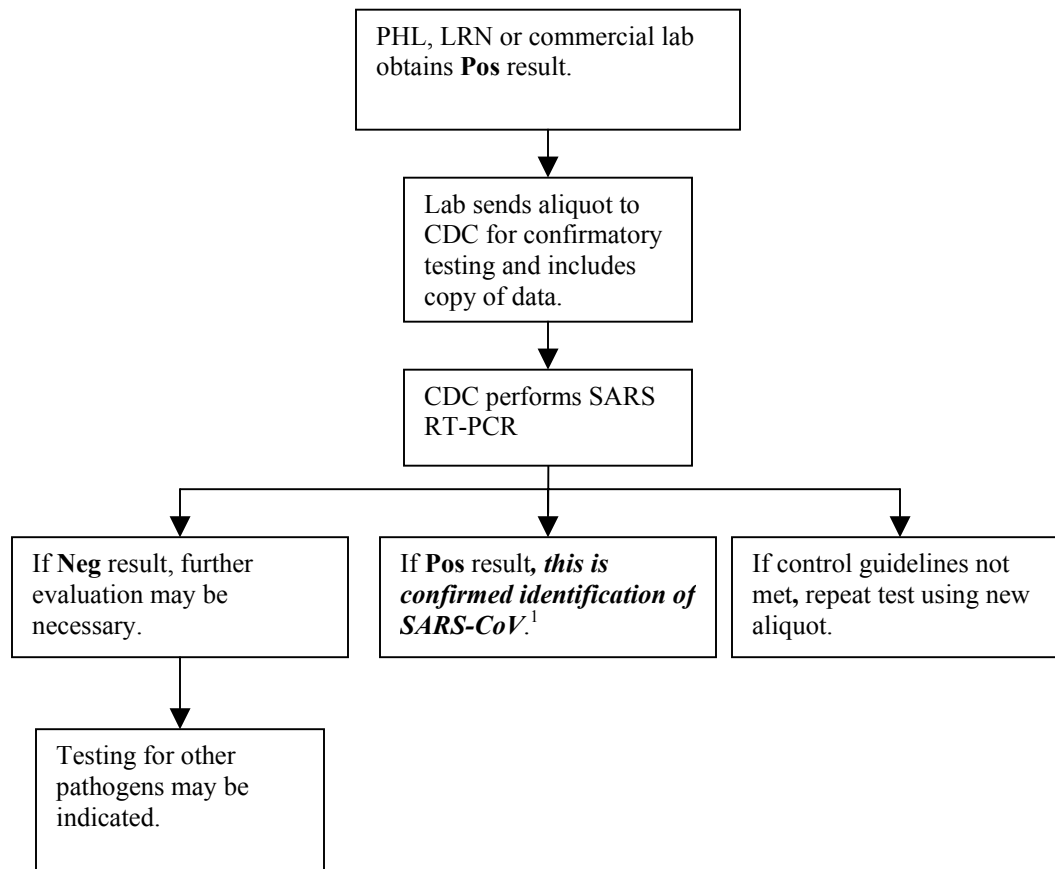 PHL, LRN or commercial lab
obtains Pos result.
Lab sends aliquot to
CDC for confirmatory
testing and includes
copy of data.
CDC performs SARS
RT-PCR
If Neg result, further
evaluation may be
necessary.
If Pos result, this is
confirmed identification of
SARS-CoV.1
If control guidelines not
met, repeat test using new
aliquot.
Testing for other
pathogens may be
indicated.